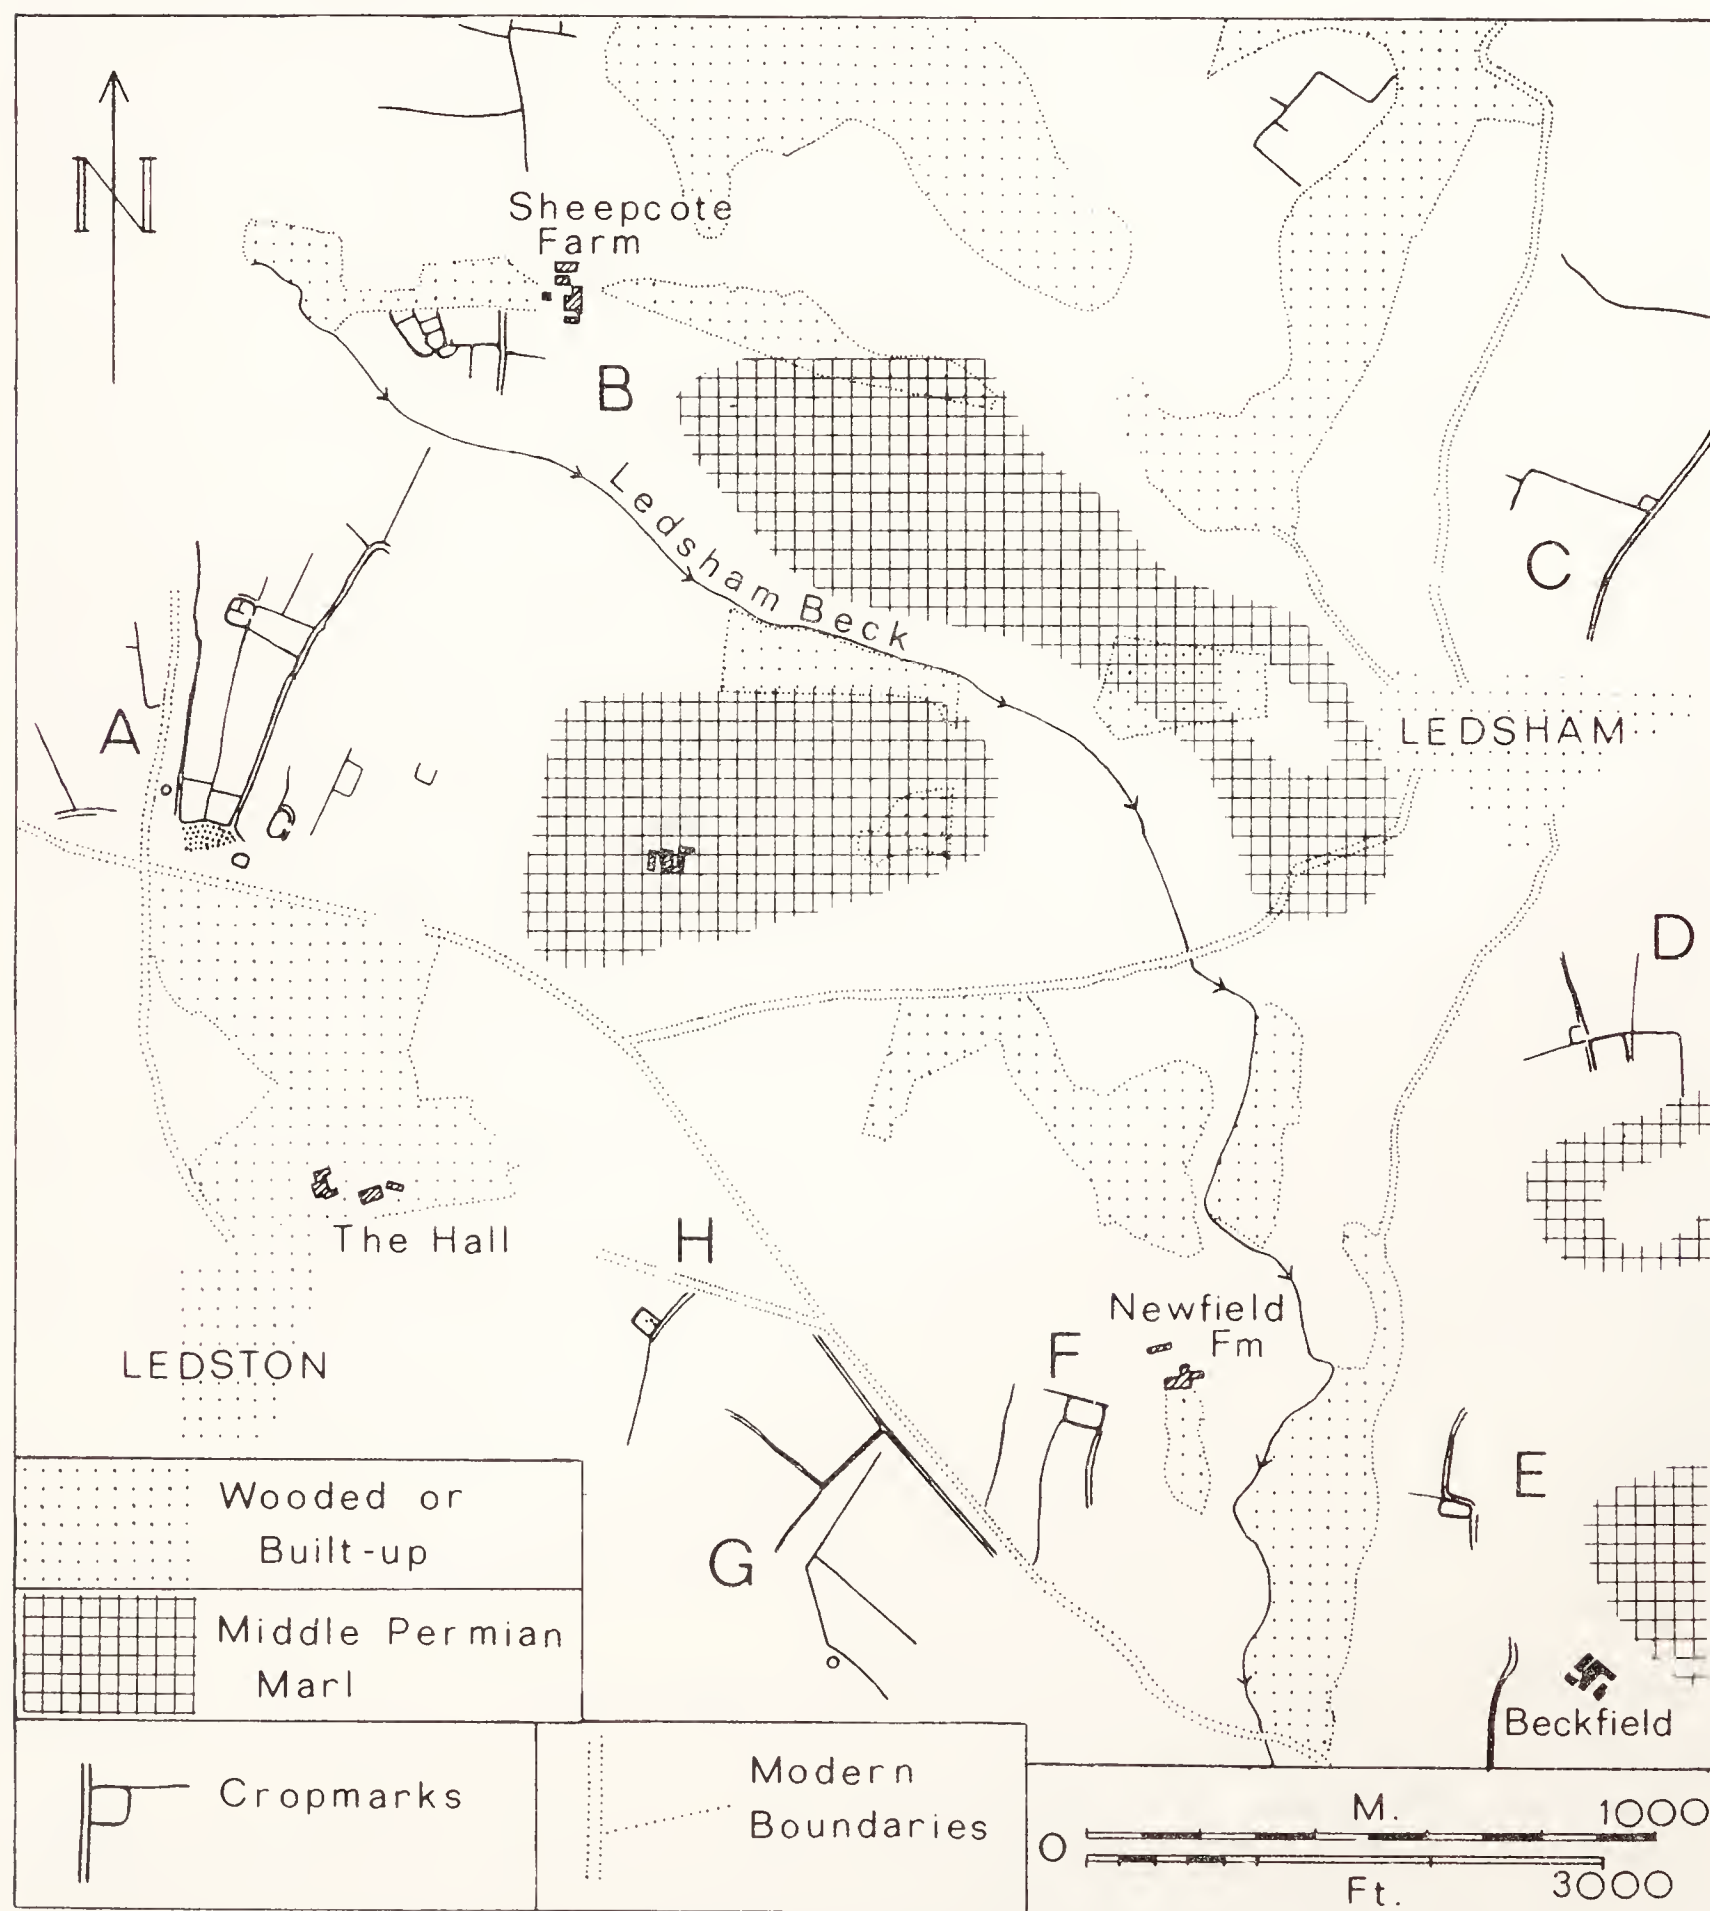 N
Sheepcote
Farm
B
Ledsham Beck
C
A
LEDSHAM
D
The Hall
H
Newfield
Fm
F
LEDSTON
E
G
Wooded or
Built-up
Middle Permian
Marl
Beckfield
Cropmarks
Modern
Boundaries
M.
1000
0
Ft.
3000